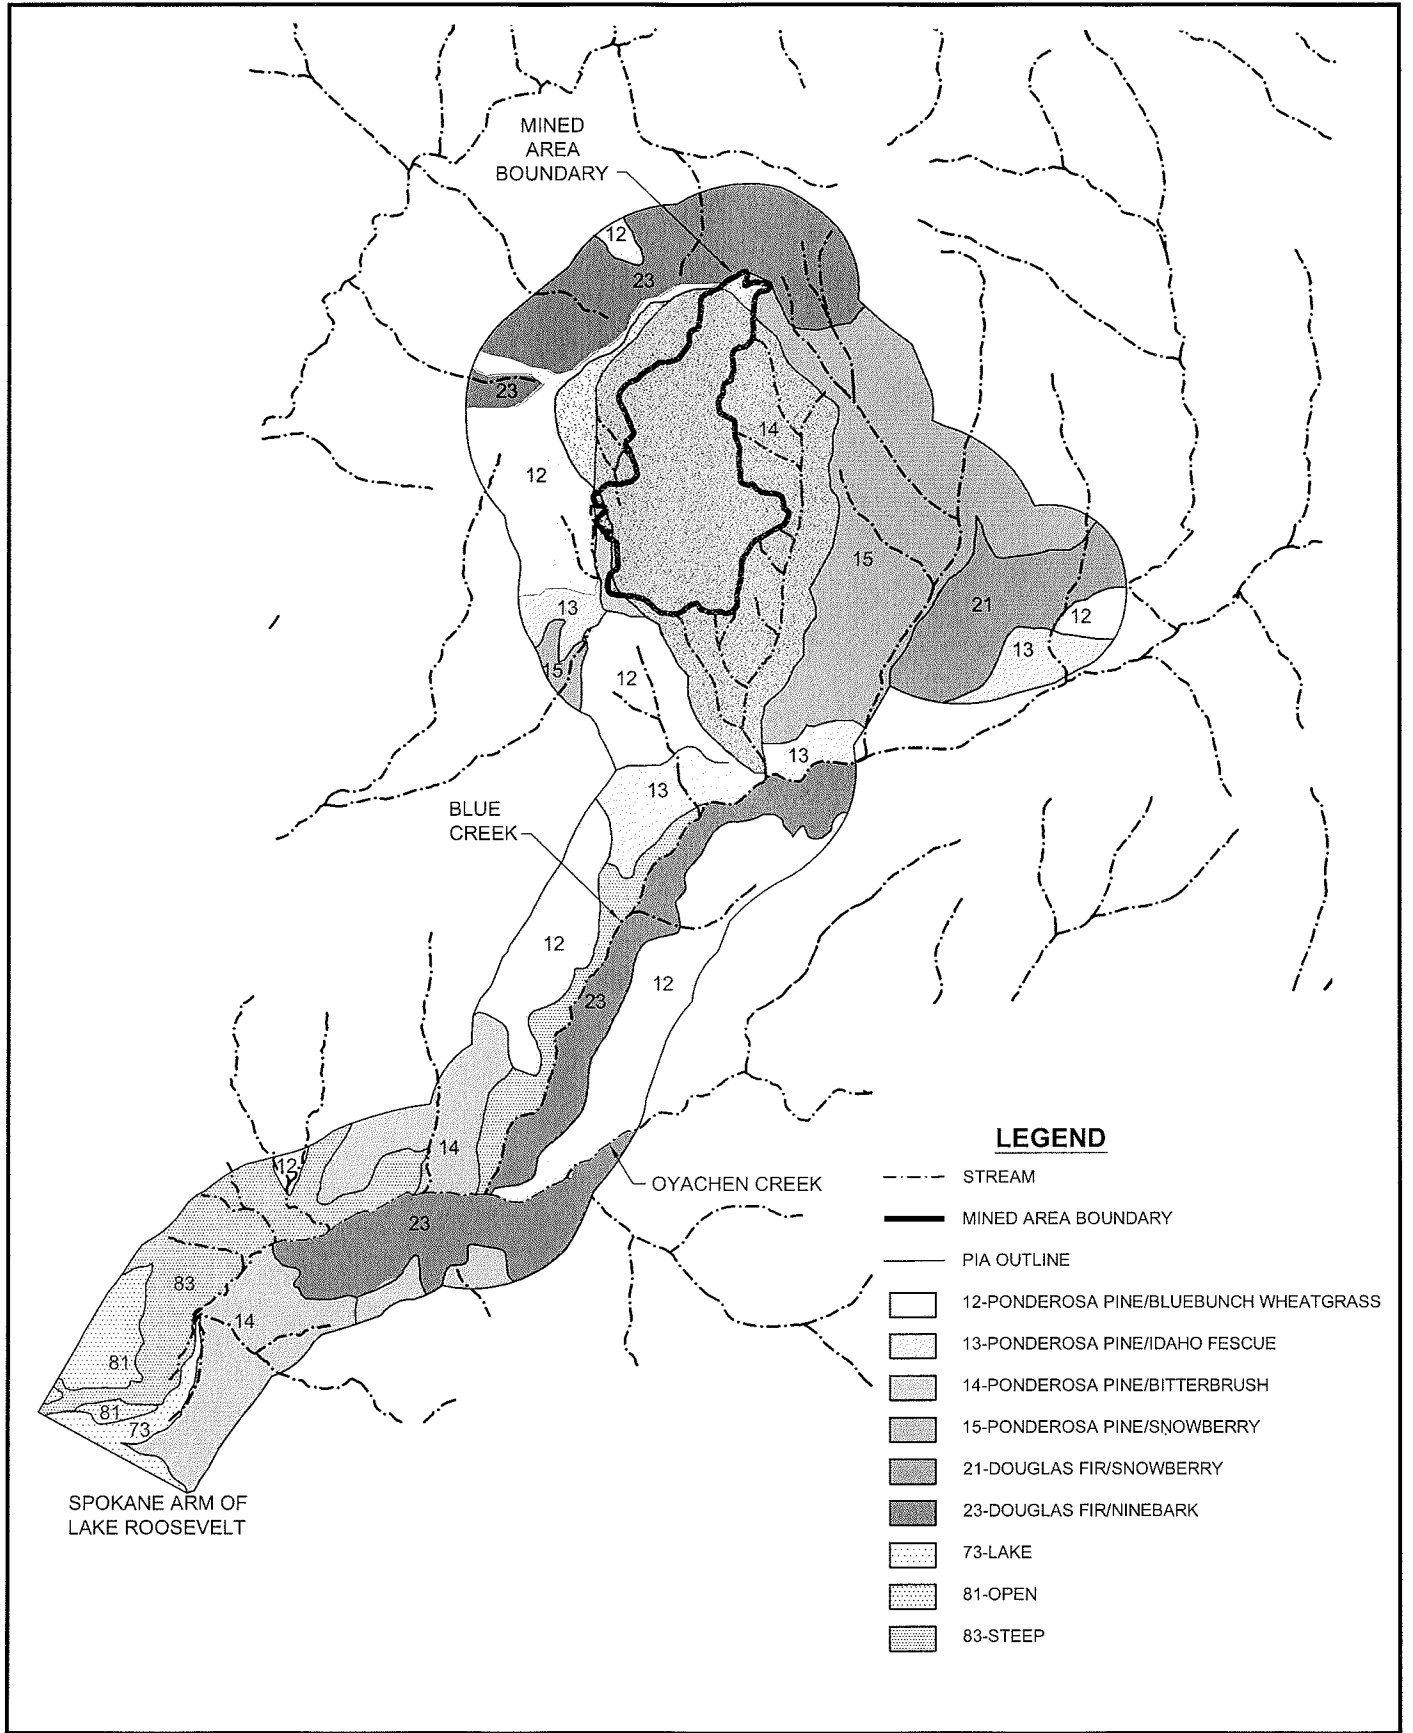 MINED
AREA
BOUNDARY
12
23
23
14
12
15
21
13
12
13
15
12
13
13
BLUE
CREEK
12
12
23
14
12
OYACHEN CREEK
23
83
14
81
81
73
SPOKANE ARM OF
LAKE ROOSEVELT
LEGEND
STREAM
MINED AREA BOUNDARY
PIA OUTLINE
12-PONDEROSA PINE/BLUEBUNCH WHEATGRASS
13-PONDEROSA PINE/IDAHO FESCUE
14-PONDEROSA PINE/BITTERBRUSH
15-PONDEROSA PINE/SNOWBERRY
21-DOUGLAS FIR/SNOWBERRY
23-DOUGLAS FIR/NINEBARK
73-LAKE
81-OPEN
83-STEEP